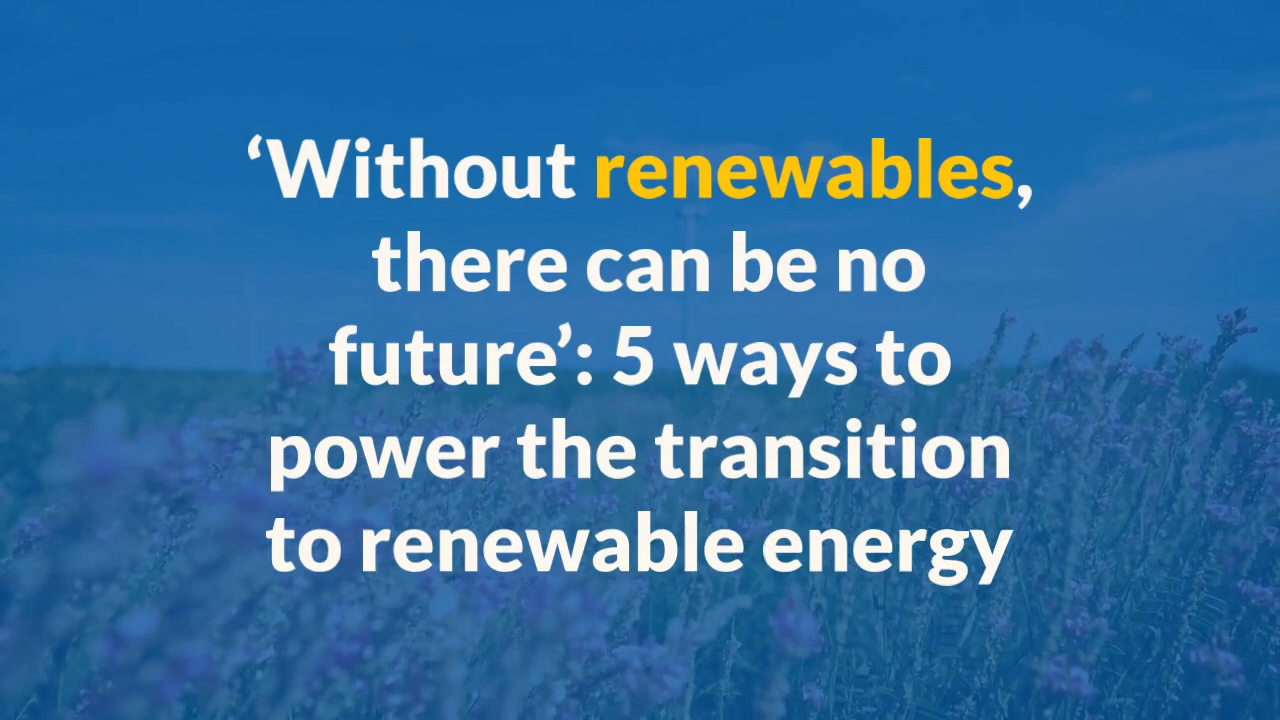 ‘Without renewables,
there can be no
future’: 5 ways to
power the transition
to renewable energy